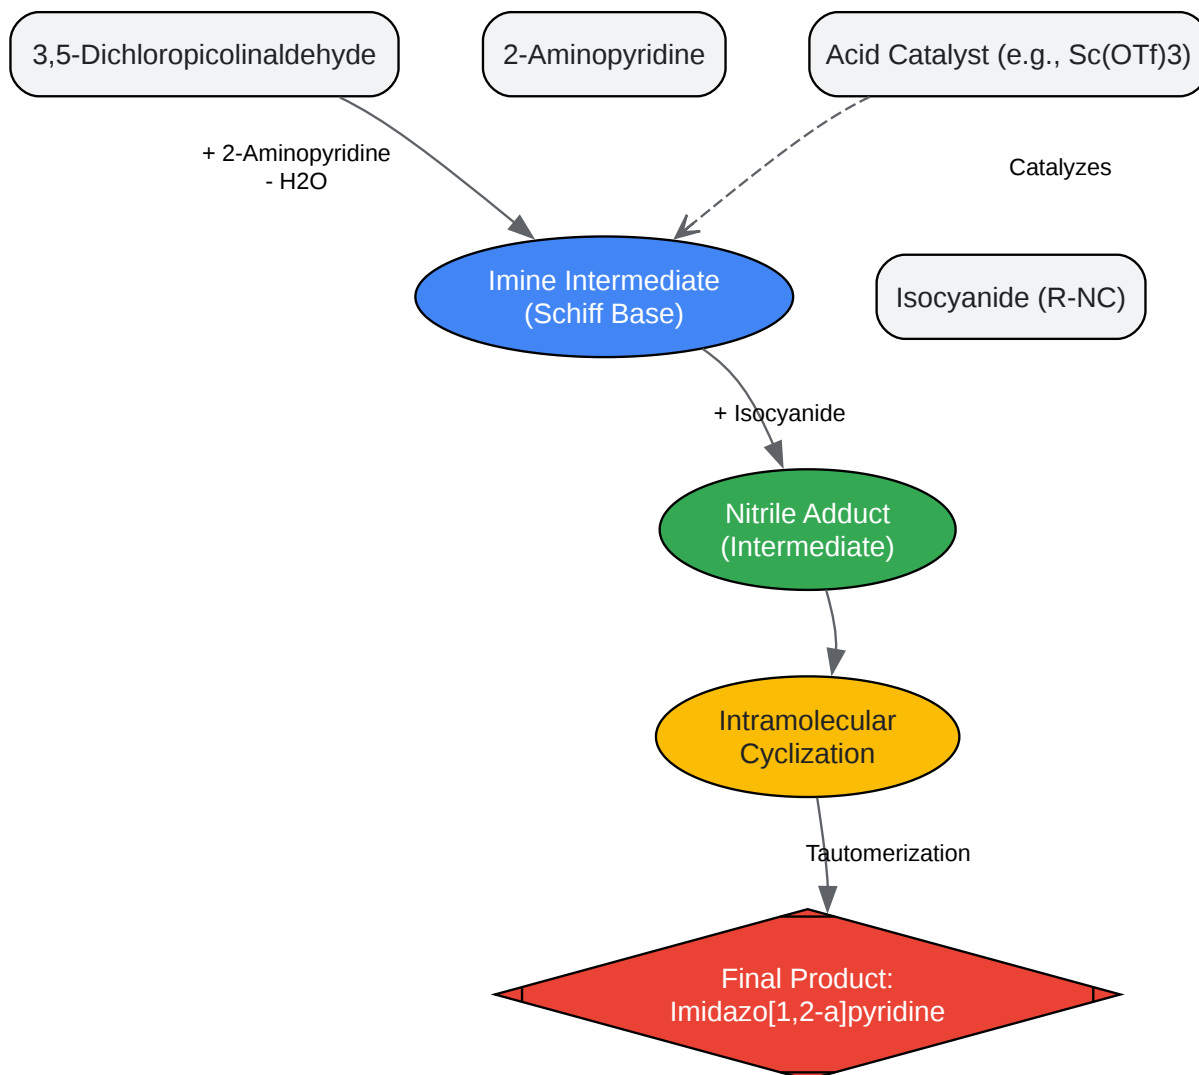 3,5-Dichloropicolinaldehyde
2-Aminopyridine
Acid Catalyst (e.g., Sc(OTf)3)
+ 2-Aminopyridine
- H2O
Catalyzes
Imine Intermediate
(Schiff Base)
Isocyanide (R-NC)
+ Isocyanide
Nitrile Adduct
(Intermediate)
Intramolecular
Cyclization
Tautomerization
Final Product:
Imidazo[1,2-a]pyridine